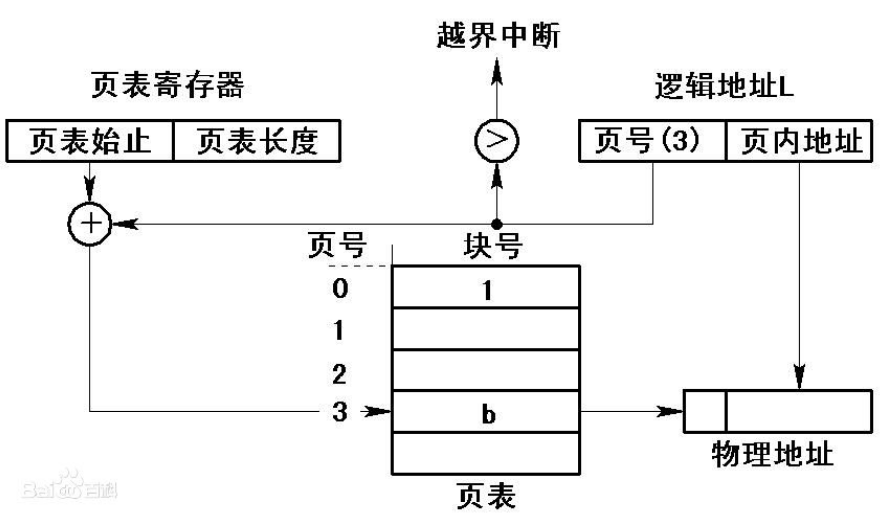 越界中断
页表寄存器
逻辑地址L
页表始止 页表长度
>
页号(3) 页内地址
+
页号 块号
0 1
1
2
3 b
物理地址
页表
Bai度百科